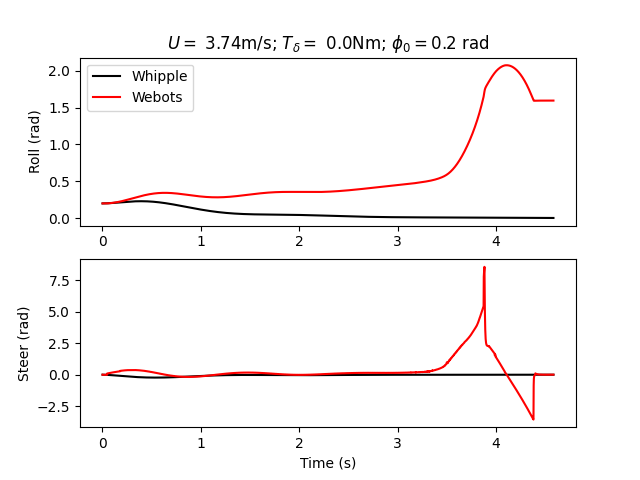 U = 3.74m/s; Tδ = 0.0Nm; ϕ0 = 0.2 rad
Whipple
Webots
Roll (rad)
2.0
1.5
1.0
0.5
0.0
0 1 2 3 4
Steer (rad)
7.5
5.0
2.5
0.0
−2.5
0 1 2 3 4
Time (s)